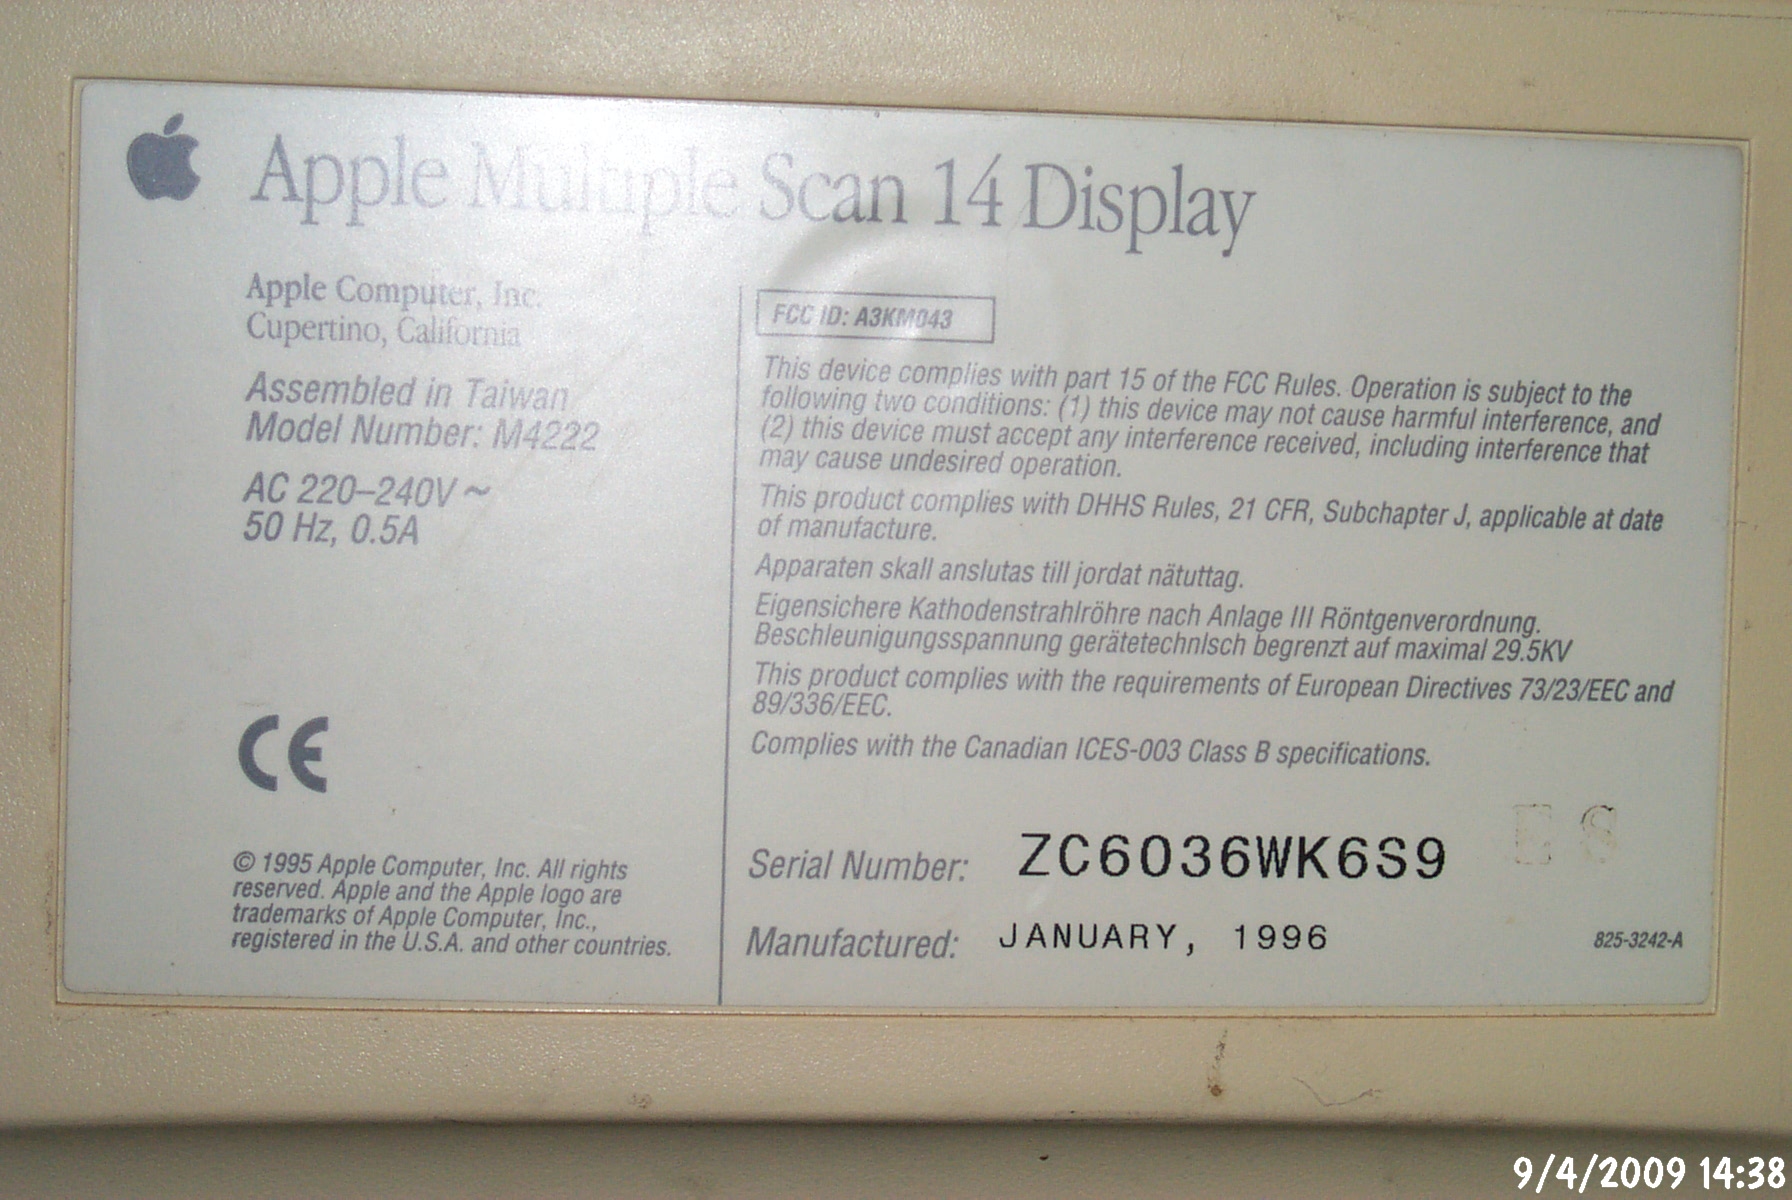 Apple Multiple Scan 14 Display
Apple Computer, Inc.
Cupertino, California
Assembled in Taiwan
Model Number: M4222
AC 220–240V ~
50 Hz, 0.5A
CE
© 1995 Apple Computer, Inc. All rights
reserved. Apple and the Apple logo are
trademarks of Apple Computer, Inc.,
registered in the U.S.A. and other countries.
FCC ID: A3KM043
This device complies with part 15 of the FCC Rules. Operation is subject to the
following two conditions: (1) this device may not cause harmful interference, and
(2) this device must accept any interference received, including interference that
may cause undesired operation.
This product complies with DHHS Rules, 21 CFR, Subchapter J, applicable at date
of manufacture.
Apparaten skall anslutas till jordat nätuttag.
Eigensichere Kathodenstrahlröhre nach Anlage III Röntgenverordnung.
Beschleunigungsspannung gerätetechnlsch begrenzt auf maximal 29.5KV
This product complies with the requirements of European Directives 73/23/EEC and
89/336/EEC.
Complies with the Canadian ICES-003 Class B specifications.
ES
Serial Number: ZC6036WK6S9
Manufactured: JANUARY, 1996
825-3242-A
9/4/2009 14:38